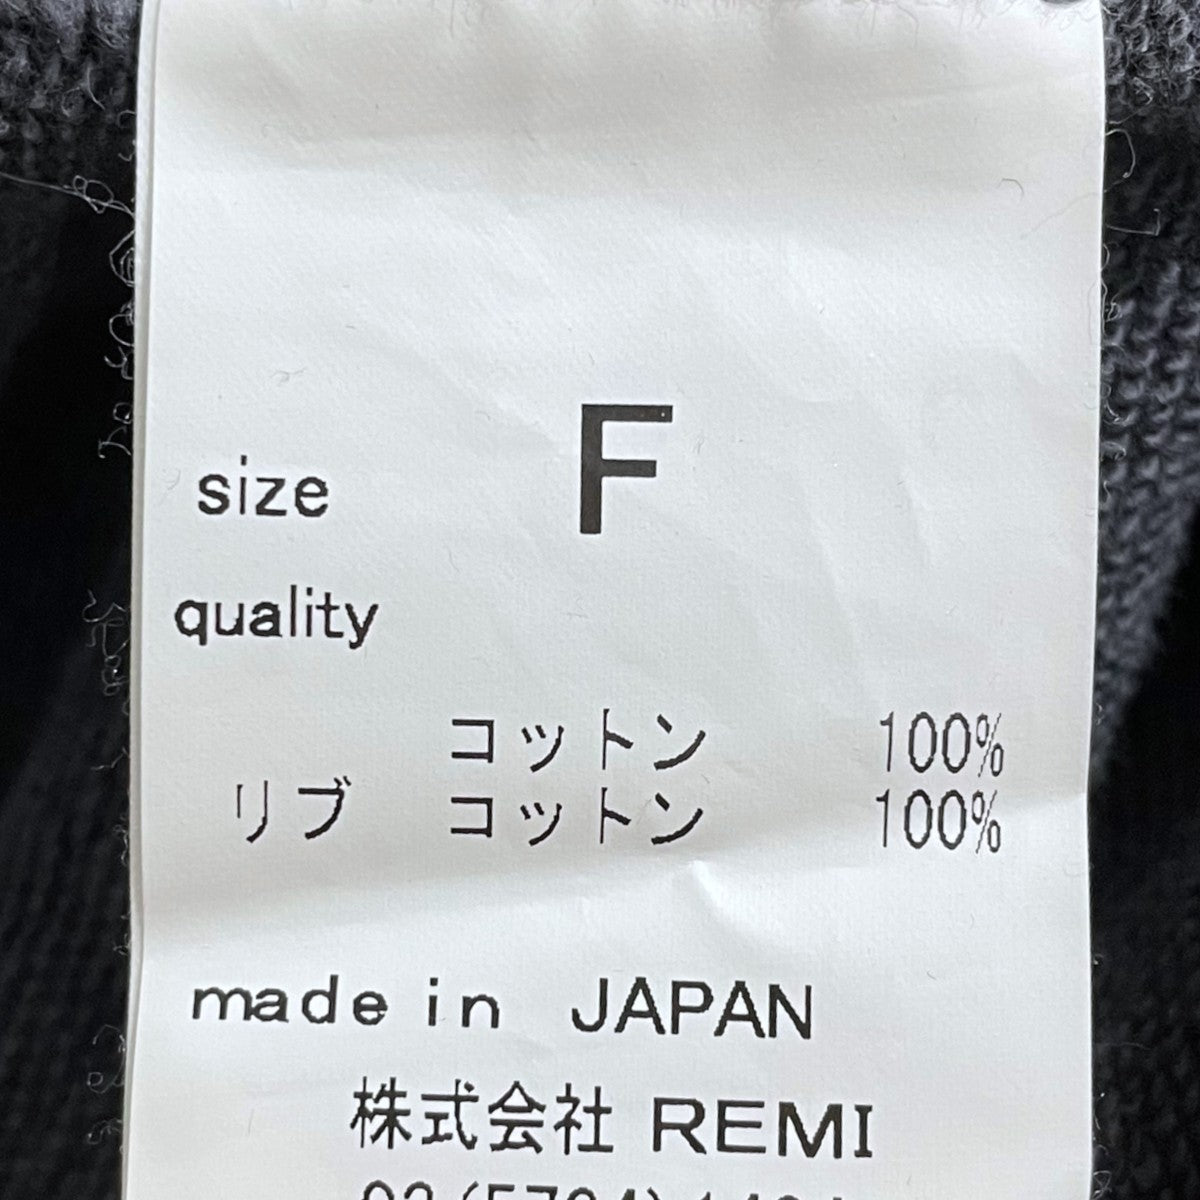 size F
quality
コットン 100%
リブ コットン 100%
made in JAPAN
株式会社 REMI